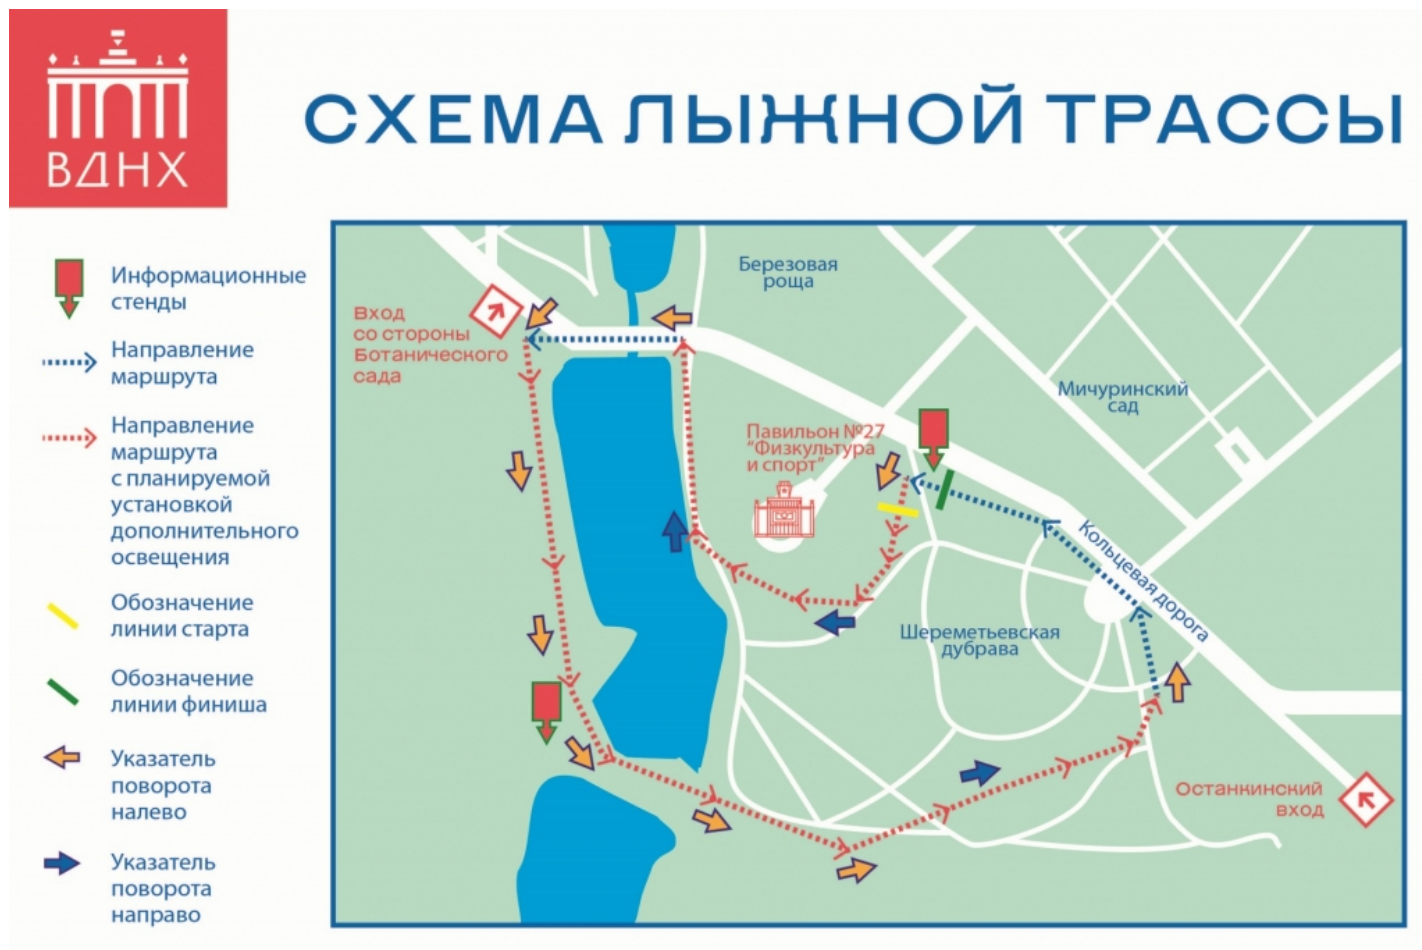 ВДНХ
СХЕМА ЛЫЖНОЙ ТРАССЫ
Информационные
стенды
Направление
маршрута
Направление
маршрута
с планируемой
установкой
дополнительного
освещения
Обозначение
линии старта
Обозначение
линии финиша
Указатель
поворота
налево
Указатель
поворота
направо
Березовая
роща
Вход
со стороны
Ботанического
сада
Мичуринский
сад
Павильон №27
"Физкультура
и спорт"
Кольцевая дорога
Шереметьевская
дубрава
Останкинский
вход